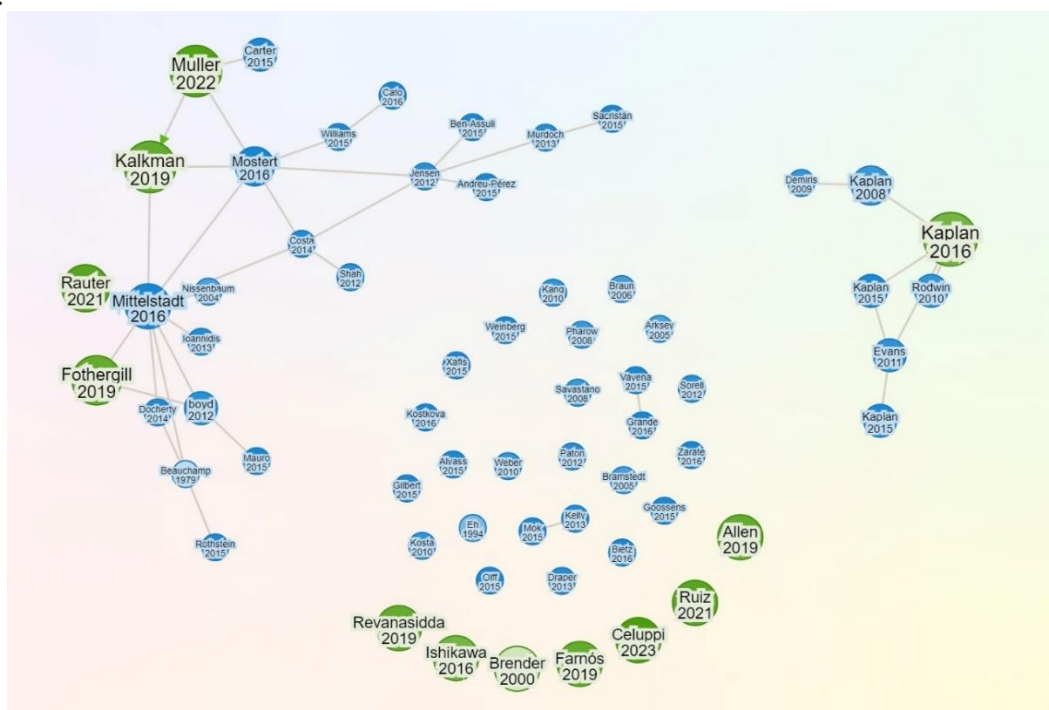 Muller
2022
Carter
2015
Kalkman
2019
Mostert
2016
Williams
2015
Cato
2016
Ben-Assuli
2015
Murdoch
2013
Sacristán
2015
Jensen
2012
Andreu-Pérez
2015
Demiris
2009
Kaplan
2008
Kaplan
2016
Costa
2014
Shah
2012
Rauter
2021
Mittelstadt
2016
Nissenbaum
2004
Ioannidis
2013
Kaplan
2015
Rodwin
2010
Evans
2011
Kaplan
2015
Fothergill
2019
Docherty
2014
boyd
2012
Mauro
2015
Beauchamp
1979
Rothstein
2015
Kang
2010
Braun
2006
Weinberg
2015
Pharow
2008
Arksey
2005
Xafis
2015
Savastano
2008
Vayena
2015
Sorell
2012
Kostkova
2016
Grande
2016
Alvass
2015
Weber
2010
Paton
2012
Zarate
2016
Bramstedt
2005
Gilbert
2015
Goossens
2015
Eh
1994
Mok
2015
Kelly
2013
Kosta
2010
Bietz
2016
Olff
2015
Draper
2013
Allen
2019
Ruiz
2021
Revanasidda
2019
Ishikawa
2016
Brender
2000
Farnós
2019
Celuppi
2023